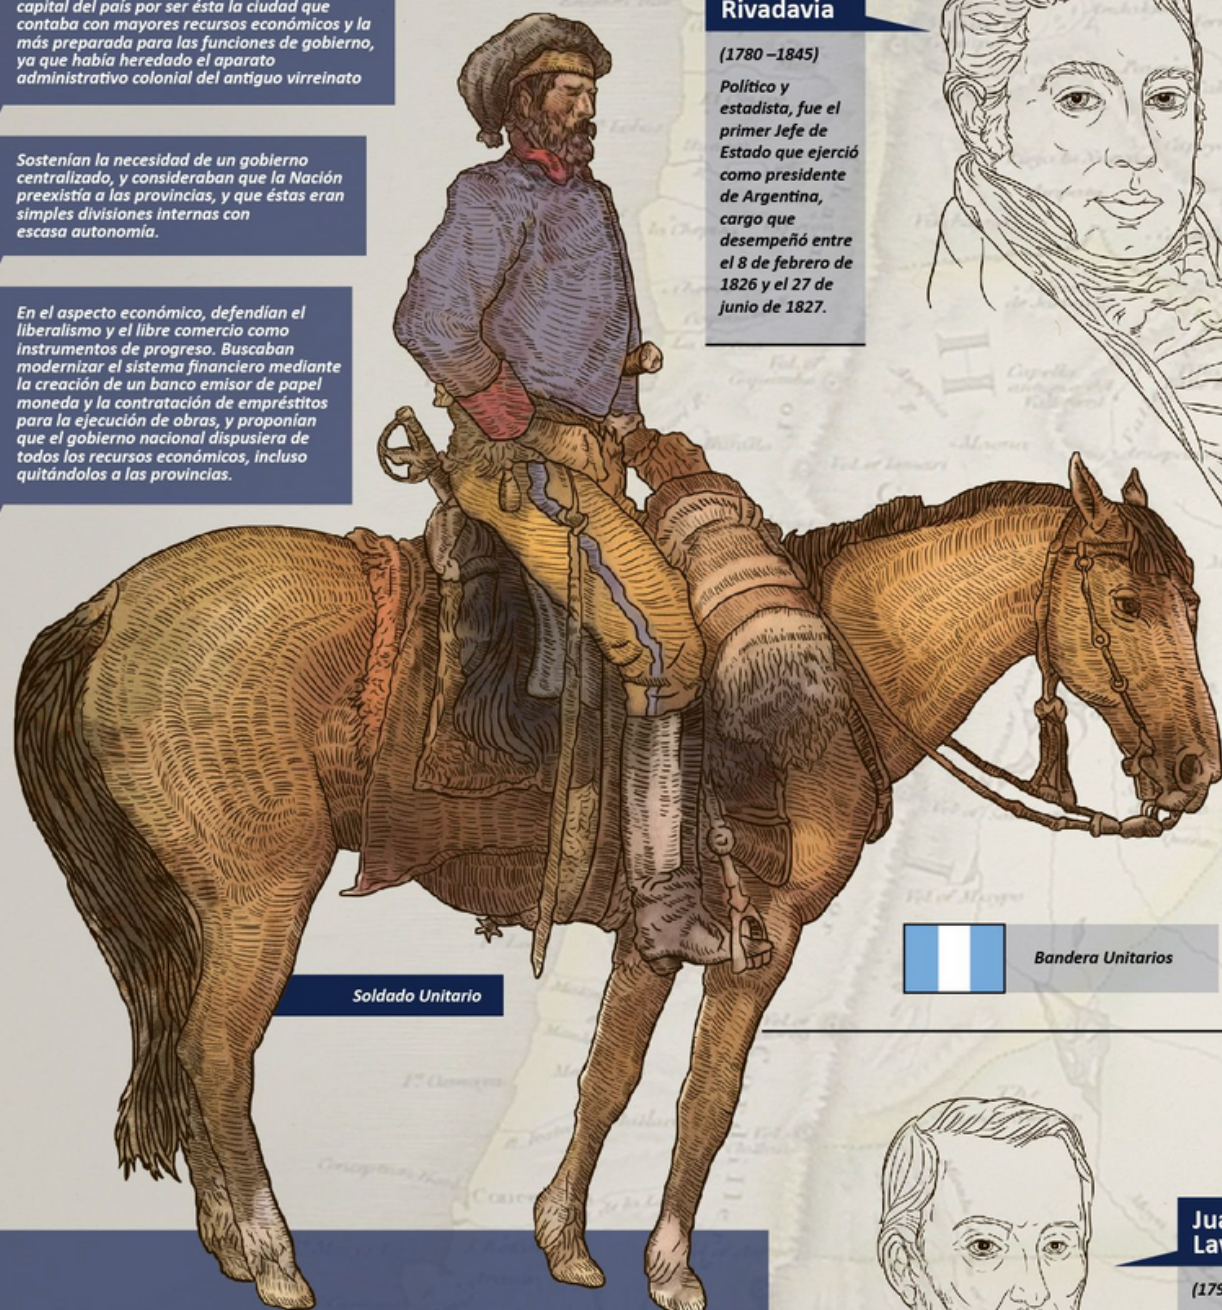 capital del país por ser ésta la ciudad que
contaba con mayores recursos económicos y la
más preparada para las funciones de gobierno,
ya que había heredado el aparato
administrativo colonial del antiguo virreinato
Sostenían la necesidad de un gobierno
centralizado, y consideraban que la Nación
preexistía a las provincias, y que éstas eran
simples divisiones internas con
escasa autonomía.
En el aspecto económico, defendían el
liberalismo y el libre comercio como
instrumentos de progreso. Buscaban
modernizar el sistema financiero mediante
la creación de un banco emisor de papel
moneda y la contratación de empréstitos
para la ejecución de obras, y proponían
que el gobierno nacional dispusiera de
todos los recursos económicos, incluso
quitándolos a las provincias.
Rivadavia
(1780 –1845)
Político y
estadista, fue el
primer Jefe de
Estado que ejerció
como presidente
de Argentina,
cargo que
desempeñó entre
el 8 de febrero de
1826 y el 27 de
junio de 1827.
Bandera Unitarios
Soldado Unitario